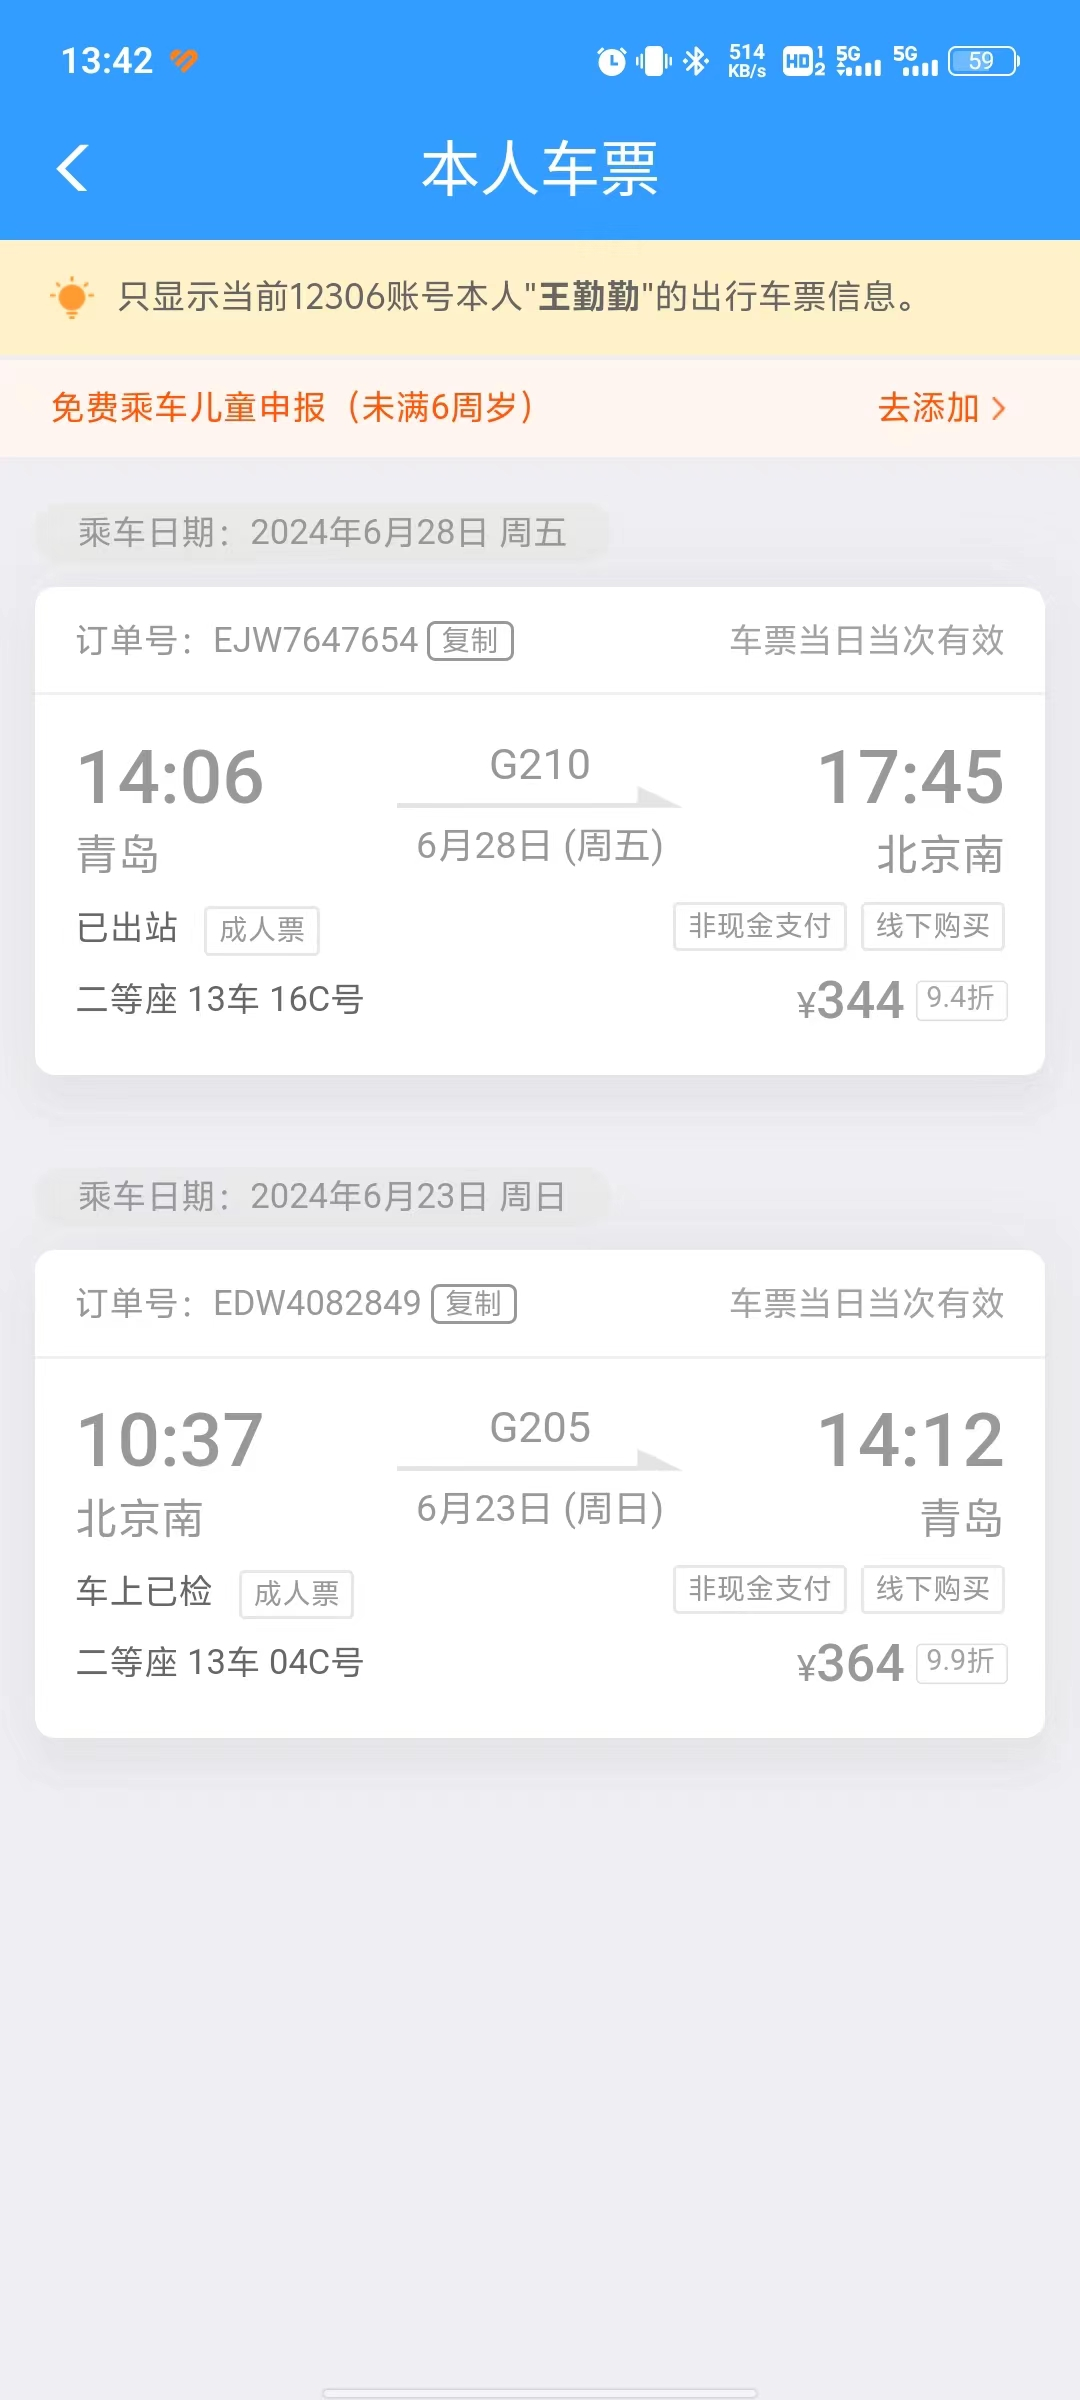 13:42
514 KB/s HD 1 2 5G 5G 59
本人车票
只显示当前12306账号本人"王勤勤"的出行车票信息。
免费乘车儿童申报（未满6周岁） 去添加
乘车日期：2024年6月28日 周五
订单号：EJW7647654 复制 车票当日当次有效
14:06 G210 17:45
青岛 6月28日 (周五) 北京南
已出站 成人票 非现金支付 线下购买
二等座 13车 16C号 ¥344 9.4折
乘车日期：2024年6月23日 周日
订单号：EDW4082849 复制 车票当日当次有效
10:37 G205 14:12
北京南 6月23日 (周日) 青岛
车上已检 成人票 非现金支付 线下购买
二等座 13车 04C号 ¥364 9.9折